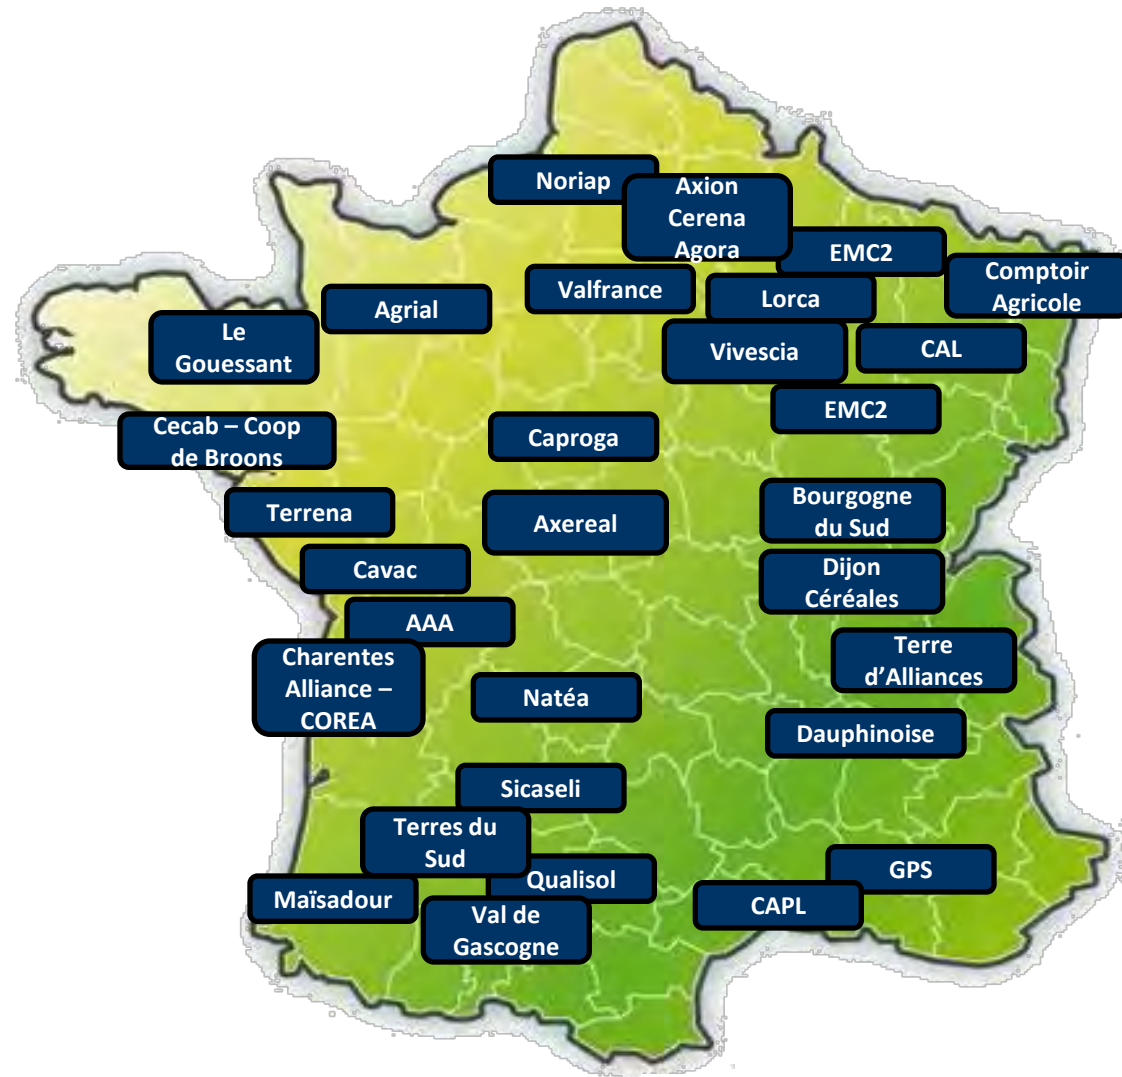 Noriap
Axion
Cerena
Agora
EMC2
Comptoir
Agricole
Valfrance
Lorca
Agrial
Le
Gouessant
Vivescia
CAL
EMC2
Cecab – Coop
de Broons
Caproga
Terrena
Axereal
Bourgogne
du Sud
Cavac
Dijon
Céréales
AAA
Charentes
Alliance –
COREA
Terre
d'Alliances
Natéa
Dauphinoise
Sicaseli
Terres du
Sud
Qualisol
GPS
Maïsadour
CAPL
Val de
Gascogne